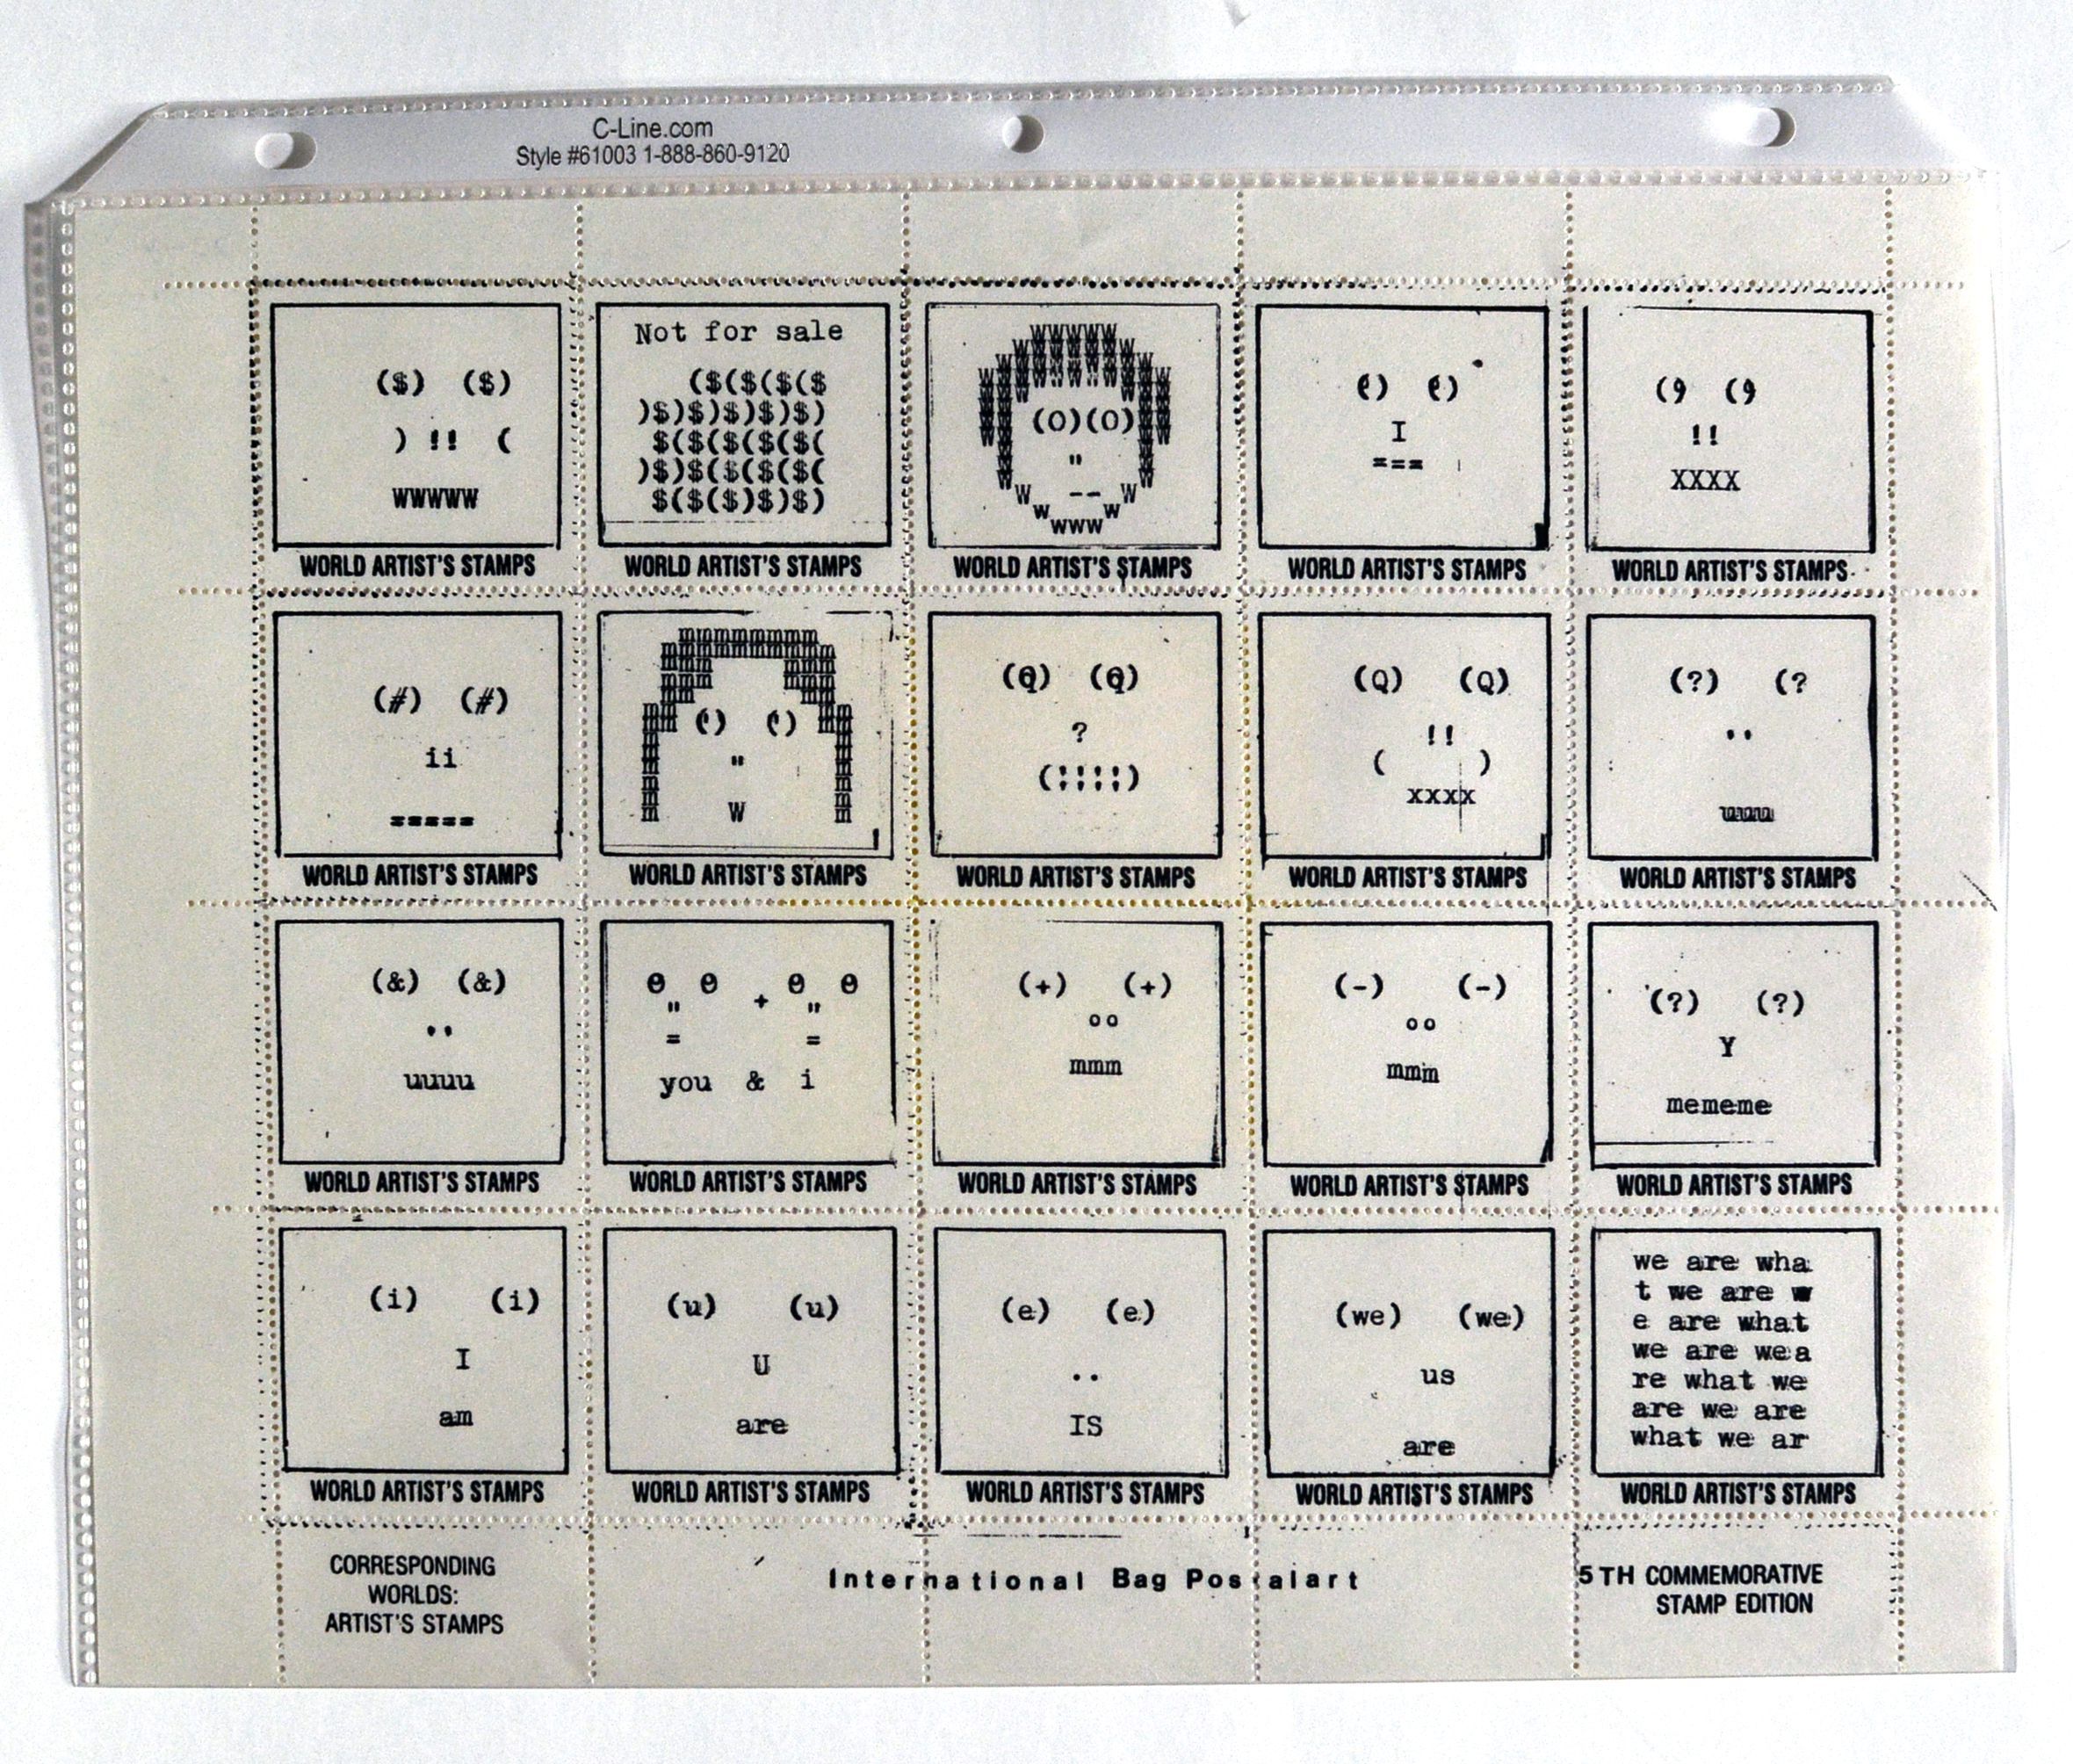 C-Line.com
Style #61003 1-888-860-9120
($) ($)
) !! (
WWWWW
WORLD ARTIST'S STAMPS
Not for sale
($($($($
)$)$)$)$)$)
$($($($($(
)$)$($($($(
$($($)$)$)
WORLD ARTIST'S STAMPS
WWWWW
(O)(O)
"
--
W W
W W
WWW
WORLD ARTIST'S STAMPS
(') (')
I
===
WORLD ARTIST'S STAMPS
(9 (9
!!
XXXX
WORLD ARTIST'S STAMPS
(#) (#)
ii
=====
WORLD ARTIST'S STAMPS
mmmmmmmmm
(') (')
"
W
WORLD ARTIST'S STAMPS
(Q) (Q)
?
(!!!!)
WORLD ARTIST'S STAMPS
(Q) (Q)
!!
( )
xxxx
WORLD ARTIST'S STAMPS
(?) (?
''
uuu
WORLD ARTIST'S STAMPS
(&) (&)
''
uuuu
WORLD ARTIST'S STAMPS
e e + e e
" "
= =
you & i
WORLD ARTIST'S STAMPS
(+) (+)
oo
mmm
WORLD ARTIST'S STAMPS
(-) (-)
oo
mmm
WORLD ARTIST'S STAMPS
(?) (?)
Y
mememe
WORLD ARTIST'S STAMPS
(i) (i)
I
am
WORLD ARTIST'S STAMPS
(u) (u)
U
are
WORLD ARTIST'S STAMPS
(e) (e)
..
IS
WORLD ARTIST'S STAMPS
(we) (we)
us
are
WORLD ARTIST'S STAMPS
we are wha
t we are w
e are what
we are we a
re what we
are we are
what we ar
WORLD ARTIST'S STAMPS
CORRESPONDING
WORLDS:
ARTIST'S STAMPS
International Bag Postalart
5TH COMMEMORATIVE
STAMP EDITION